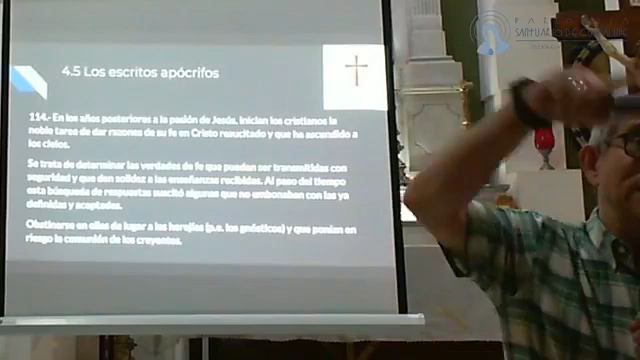 4.5 Los escritos apócrifos
114.- En los años posteriores a la pasión de Jesús, inician los cristianos la
noble tarea de dar razones de su fe en Cristo resucitado y que ha ascendido a
los cielos.
Se trata de determinar las verdades de fe que puedan ser transmitidas con
seguridad y que den solidez a las enseñanzas recibidas. Al paso del tiempo
esta búsqueda de respuestas suscitó algunas que no embonaban con las ya
definidas y aceptadas.
Obstinarse en ellas da lugar a las herejías (p.e. los gnósticos) y que ponían en
riesgo la comunión de los creyentes.
PARROQUIA